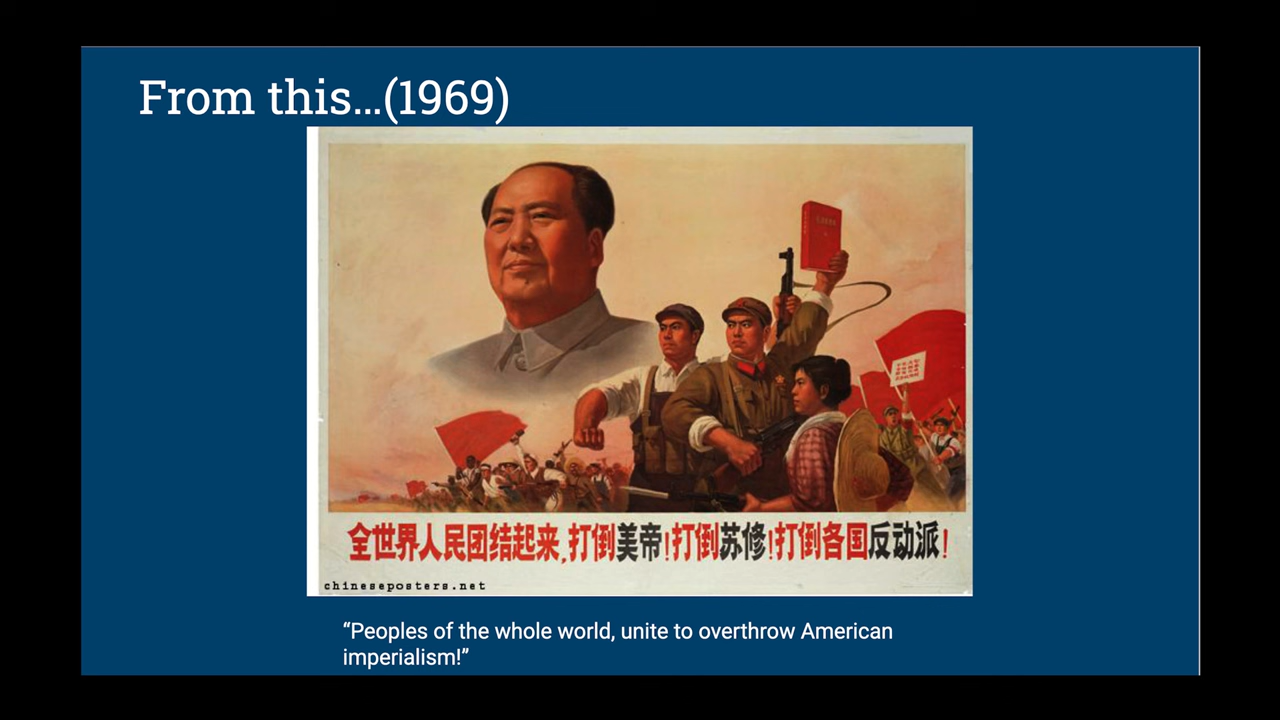 From this...(1969)
全世界人民团结起来,打倒美帝!打倒苏修!打倒各国反动派!
chineseposters.net
“Peoples of the whole world, unite to overthrow American
imperialism!”